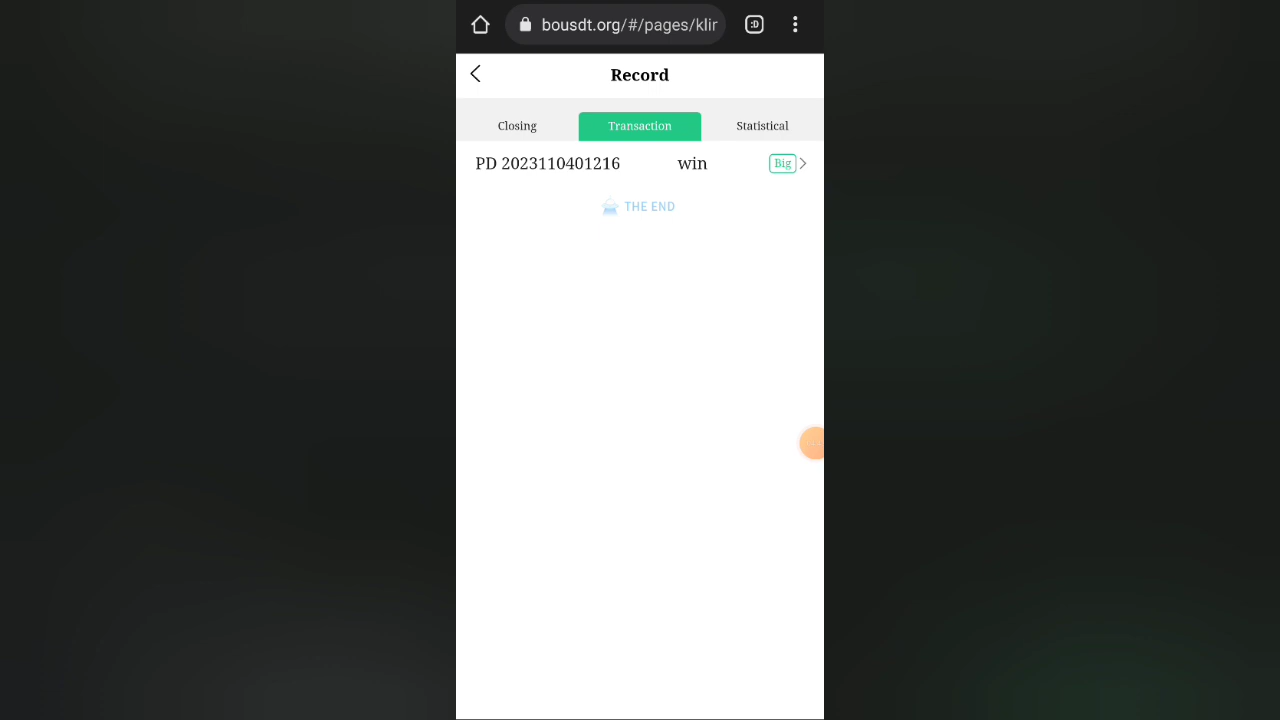 bousdt.org/#/pages/klir
:D
Record
Closing Transaction Statistical
PD 2023110401216 win Big
THE END